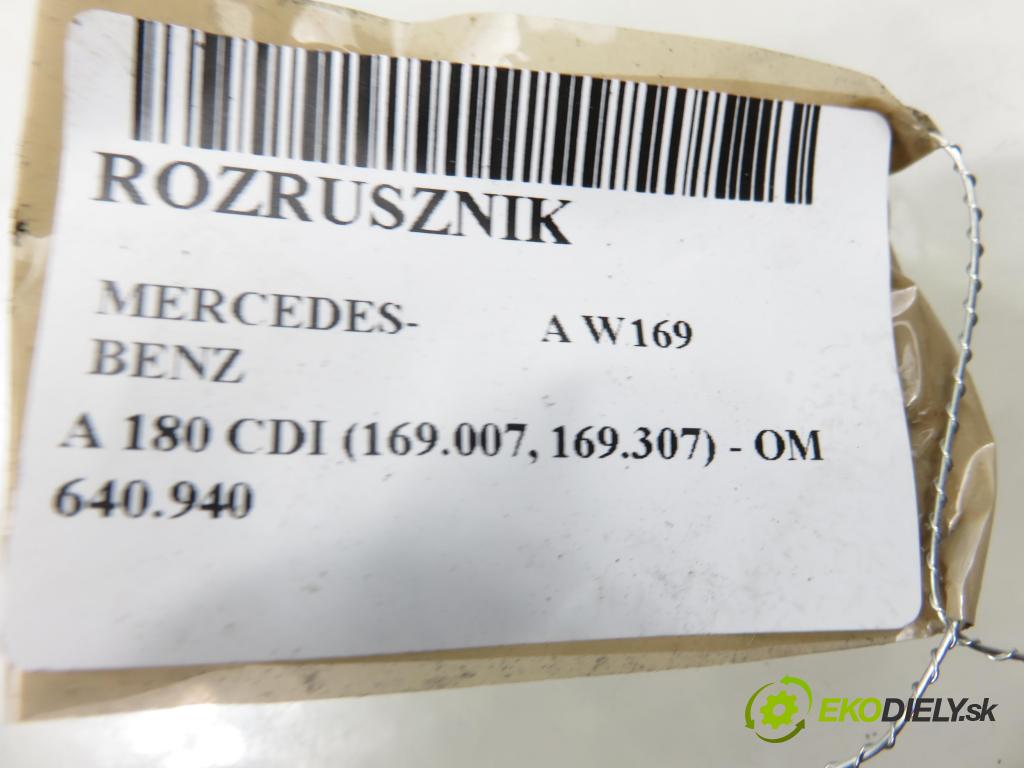 ROZRUSZNIK
MERCEDES- A W169
BENZ
A 180 CDI (169.007, 169.307) - OM
640.940
EKODIELY.sk